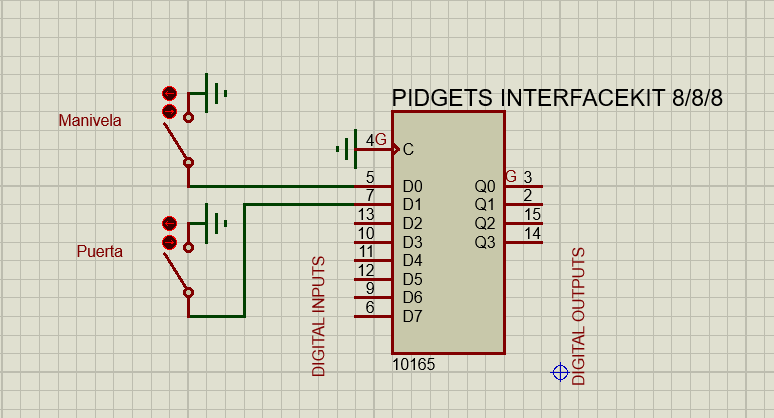 PIDGETS INTERFACEKIT 8/8/8
Manivela
Puerta
4 G C
5 D0
7 D1
13 D2
10 D3
11 D4
12 D5
9 D6
6 D7
Q0 G 3
Q1 2
Q2 15
Q3 14
10165
DIGITAL INPUTS
DIGITAL OUTPUTS